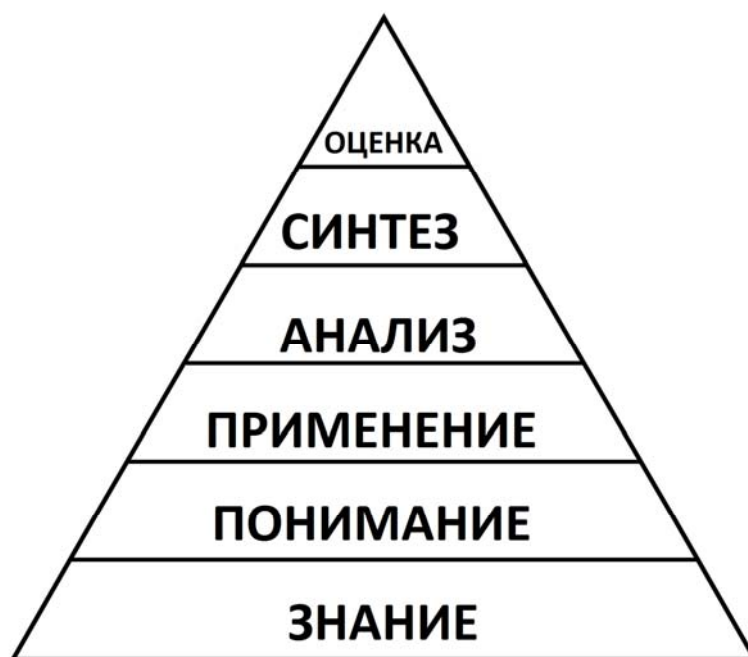 ОЦЕНКА
СИНТЕЗ
АНАЛИЗ
ПРИМЕНЕНИЕ
ПОНИМАНИЕ
ЗНАНИЕ